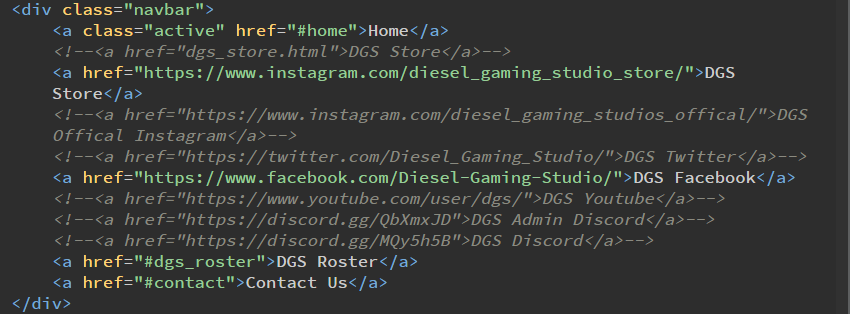 <div class="navbar">
<a class="active" href="#home">Home</a>
<!--<a href="dgs_store.html">DGS Store</a>-->
<a href="https://www.instagram.com/diesel_gaming_studio_store/">DGS
Store</a>
<!--<a href="https://www.instagram.com/diesel_gaming_studios_offical/">DGS
Offical Instagram</a>-->
<!--<a href="https://twitter.com/Diesel_Gaming_Studio/">DGS Twitter</a>-->
<a href="https://www.facebook.com/Diesel-Gaming-Studio/">DGS Facebook</a>
<!--<a href="https://www.youtube.com/user/dgs/">DGS Youtube</a>-->
<!--<a href="https://discord.gg/QbXmxJD">DGS Admin Discord</a>-->
<!--<a href="https://discord.gg/MQy5h5B">DGS Discord</a>-->
<a href="#dgs_roster">DGS Roster</a>
<a href="#contact">Contact Us</a>
</div>